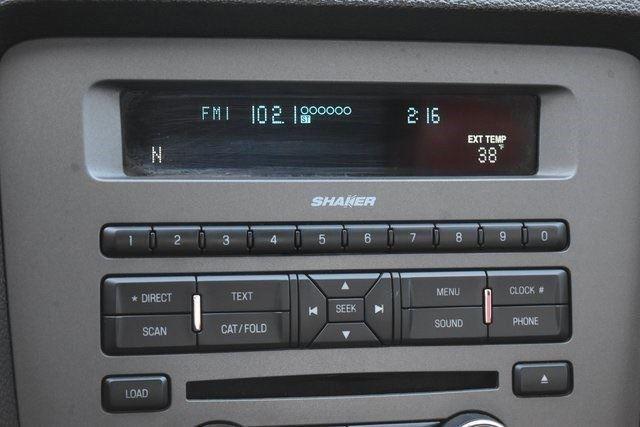 FM1 102.1 ST 2:16
EXT TEMP
N 38°F
SHAKER
1 2 3 4 5 6 7 8 9 0
* DIRECT TEXT MENU CLOCK #
SEEK
SCAN CAT/FOLD SOUND PHONE
LOAD